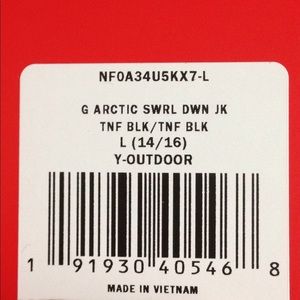 NF0A34U5KX7-L
G ARCTIC SWRL DWN JK
TNF BLK/TNF BLK
L (14/16)
Y-OUTDOOR
1 91930 40546 8
MADE IN VIETNAM